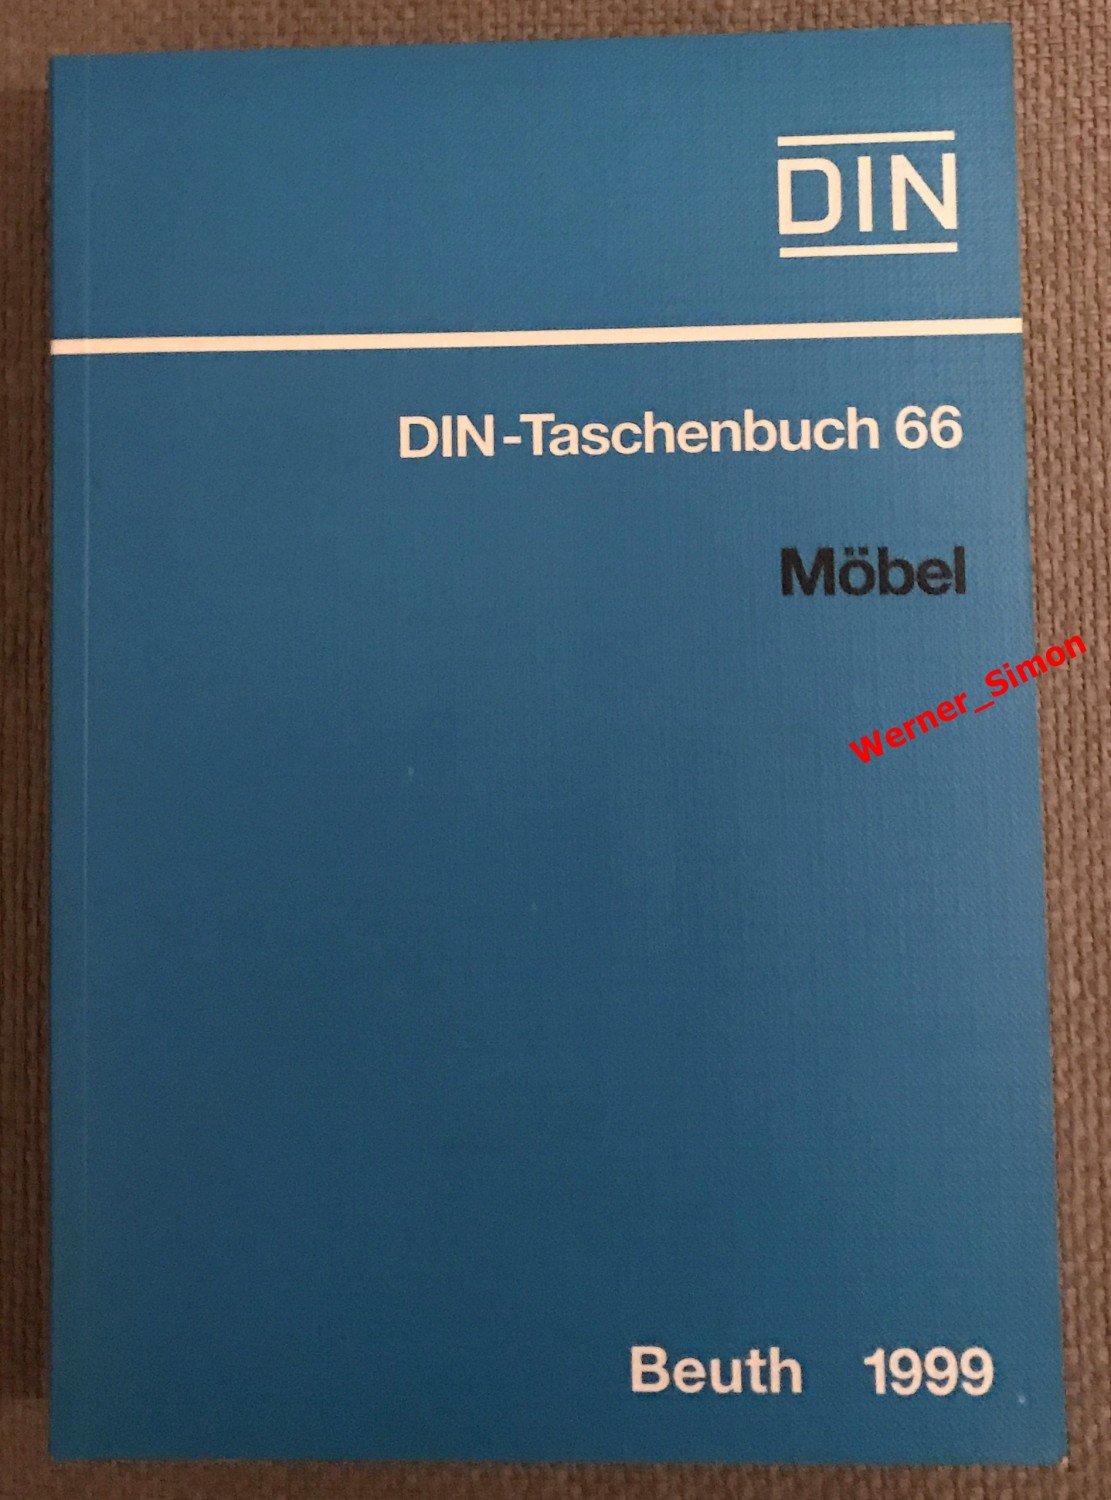 DIN
DIN-Taschenbuch 66
Möbel
Werner_Simon
Beuth 1999